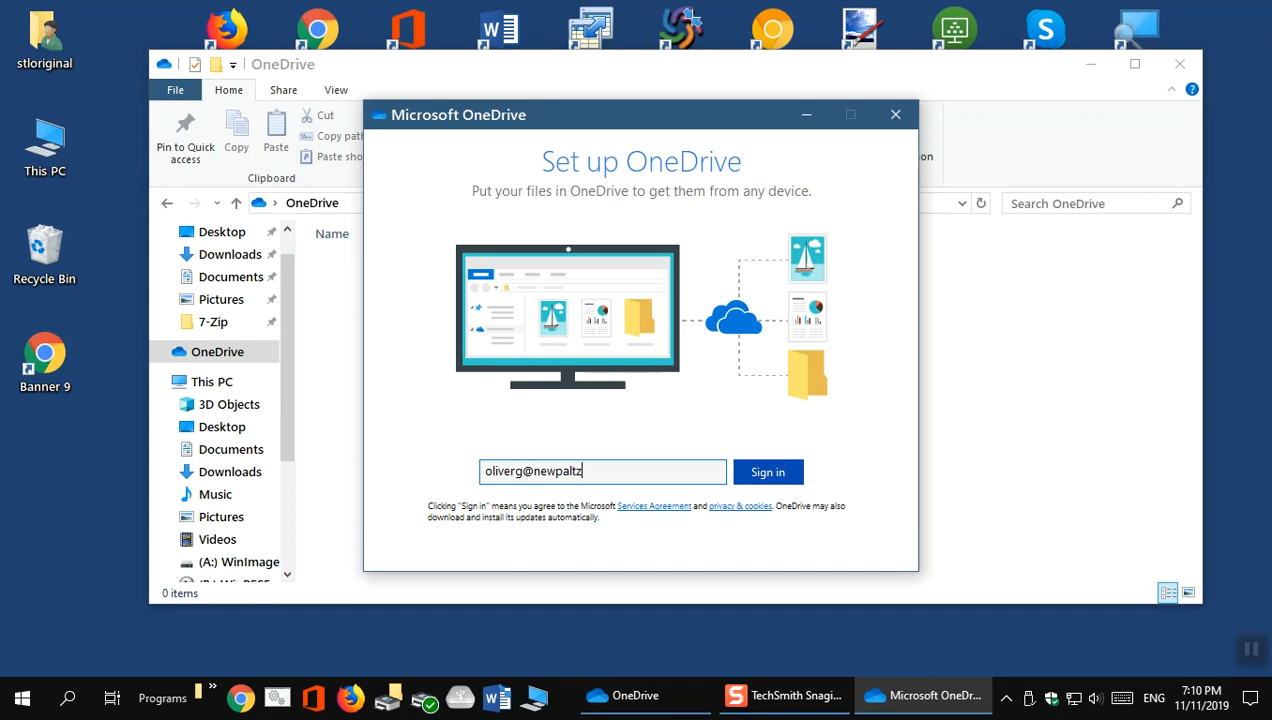 stloriginal
This PC
Recycle Bin
Banner 9
OneDrive
File
Home
Share
View
Pin to Quick
access
Copy
Paste
Cut
Copy path
Paste sho
Clipboard
on
OneDrive
Search OneDrive
Desktop
Downloads
Documents
Pictures
7-Zip
OneDrive
This PC
3D Objects
Desktop
Documents
Downloads
Music
Pictures
Videos
(A:) WinImage
Name
0 items
Microsoft OneDrive
Set up OneDrive
Put your files in OneDrive to get them from any device.
oliverg@newpaltz
Sign in
Clicking "Sign in" means you agree to the Microsoft Services Agreement and privacy & cookies. OneDrive may also
download and install its updates automatically.
Programs
»
OneDrive
TechSmith Snagi...
Microsoft OneDr...
ENG
7:10 PM
11/11/2019